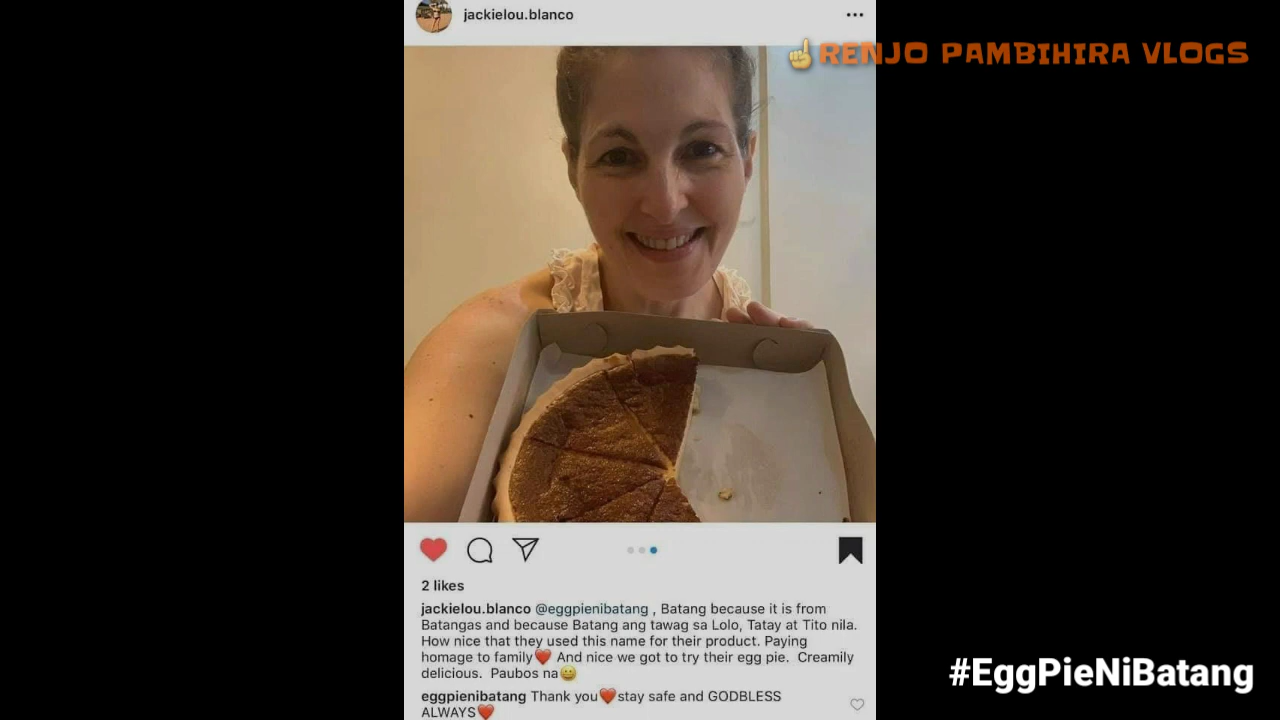 jackielou.blanco
RENJO PAMBIHIRA VLOGS
2 likes
jackielou.blanco @eggpienibatang , Batang because it is from
Batangas and because Batang ang tawag sa Lolo, Tatay at Tito nila.
How nice that they used this name for their product. Paying
homage to family❤️ And nice we got to try their egg pie. Creamily
delicious. Paubos na😀
eggpienibatang Thank you❤️stay safe and GODBLESS
ALWAYS❤️
#EggPieNiBatang